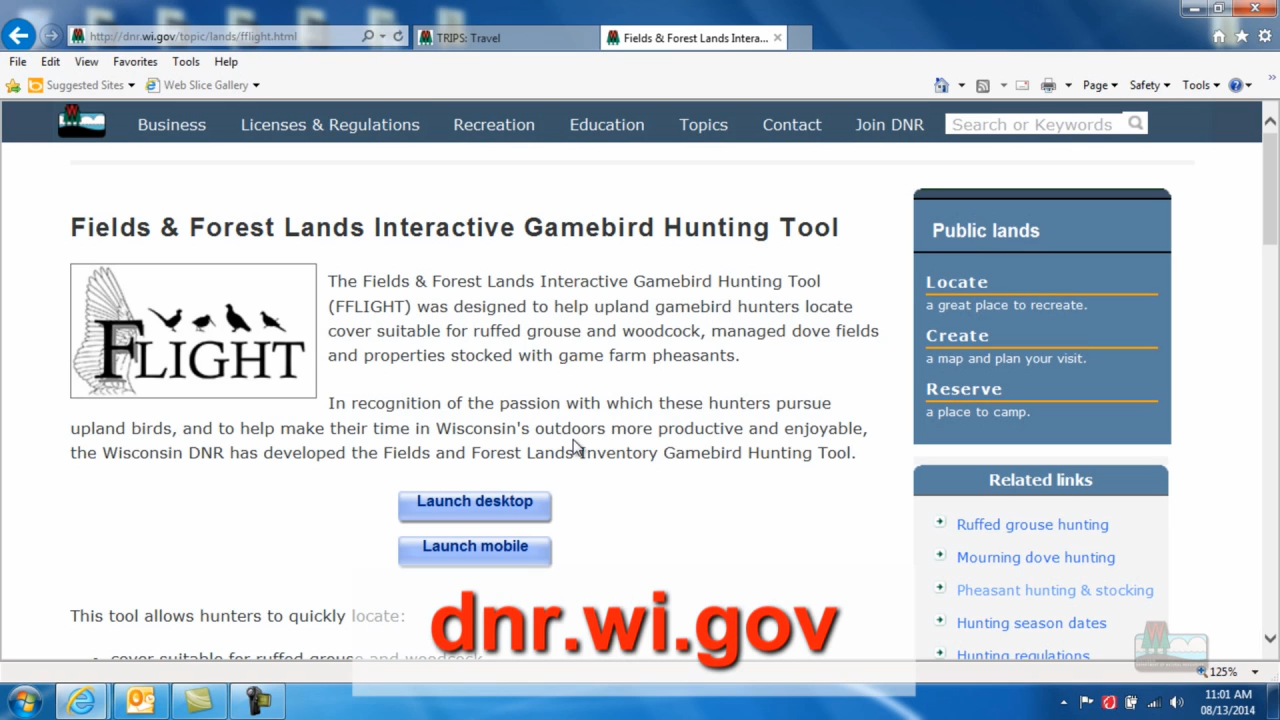 http://dnr.wi.gov/topic/lands/fflight.html
TRIPS: Travel
Fields & Forest Lands Intera...
File Edit View Favorites Tools Help
Suggested Sites Web Slice Gallery
Page Safety Tools
Business Licenses & Regulations Recreation Education Topics Contact Join DNR Search or Keywords
Fields & Forest Lands Interactive Gamebird Hunting Tool
FLIGHT
The Fields & Forest Lands Interactive Gamebird Hunting Tool
(FFLIGHT) was designed to help upland gamebird hunters locate
cover suitable for ruffed grouse and woodcock, managed dove fields
and properties stocked with game farm pheasants.
In recognition of the passion with which these hunters pursue
upland birds, and to help make their time in Wisconsin's outdoors more productive and enjoyable,
the Wisconsin DNR has developed the Fields and Forest Lands Inventory Gamebird Hunting Tool.
Launch desktop
Launch mobile
This tool allows hunters to quickly locate:
cover suitable for ruffed grouse and woodcock
dnr.wi.gov
Public lands
Locate
a great place to recreate.
Create
a map and plan your visit.
Reserve
a place to camp.
Related links
Ruffed grouse hunting
Mourning dove hunting
Pheasant hunting & stocking
Hunting season dates
Hunting regulations
125%
11:01 AM
08/13/2014